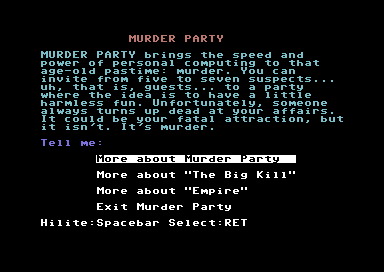 MURDER PARTY
MURDER PARTY brings the speed and
power of personal computing to that
age-old pastime: murder. You can
invite from five to seven suspects...
uh, that is, guests... to a party
where the idea is to have a little
harmless fun. Unfortunately, someone
always turns up dead at your affairs.
It could be your fatal attraction, but
it isn't. It's murder.
Tell me:
More about Murder Party
More about "The Big Kill"
More about "Empire"
Exit Murder Party
Hilite:Spacebar Select:RET